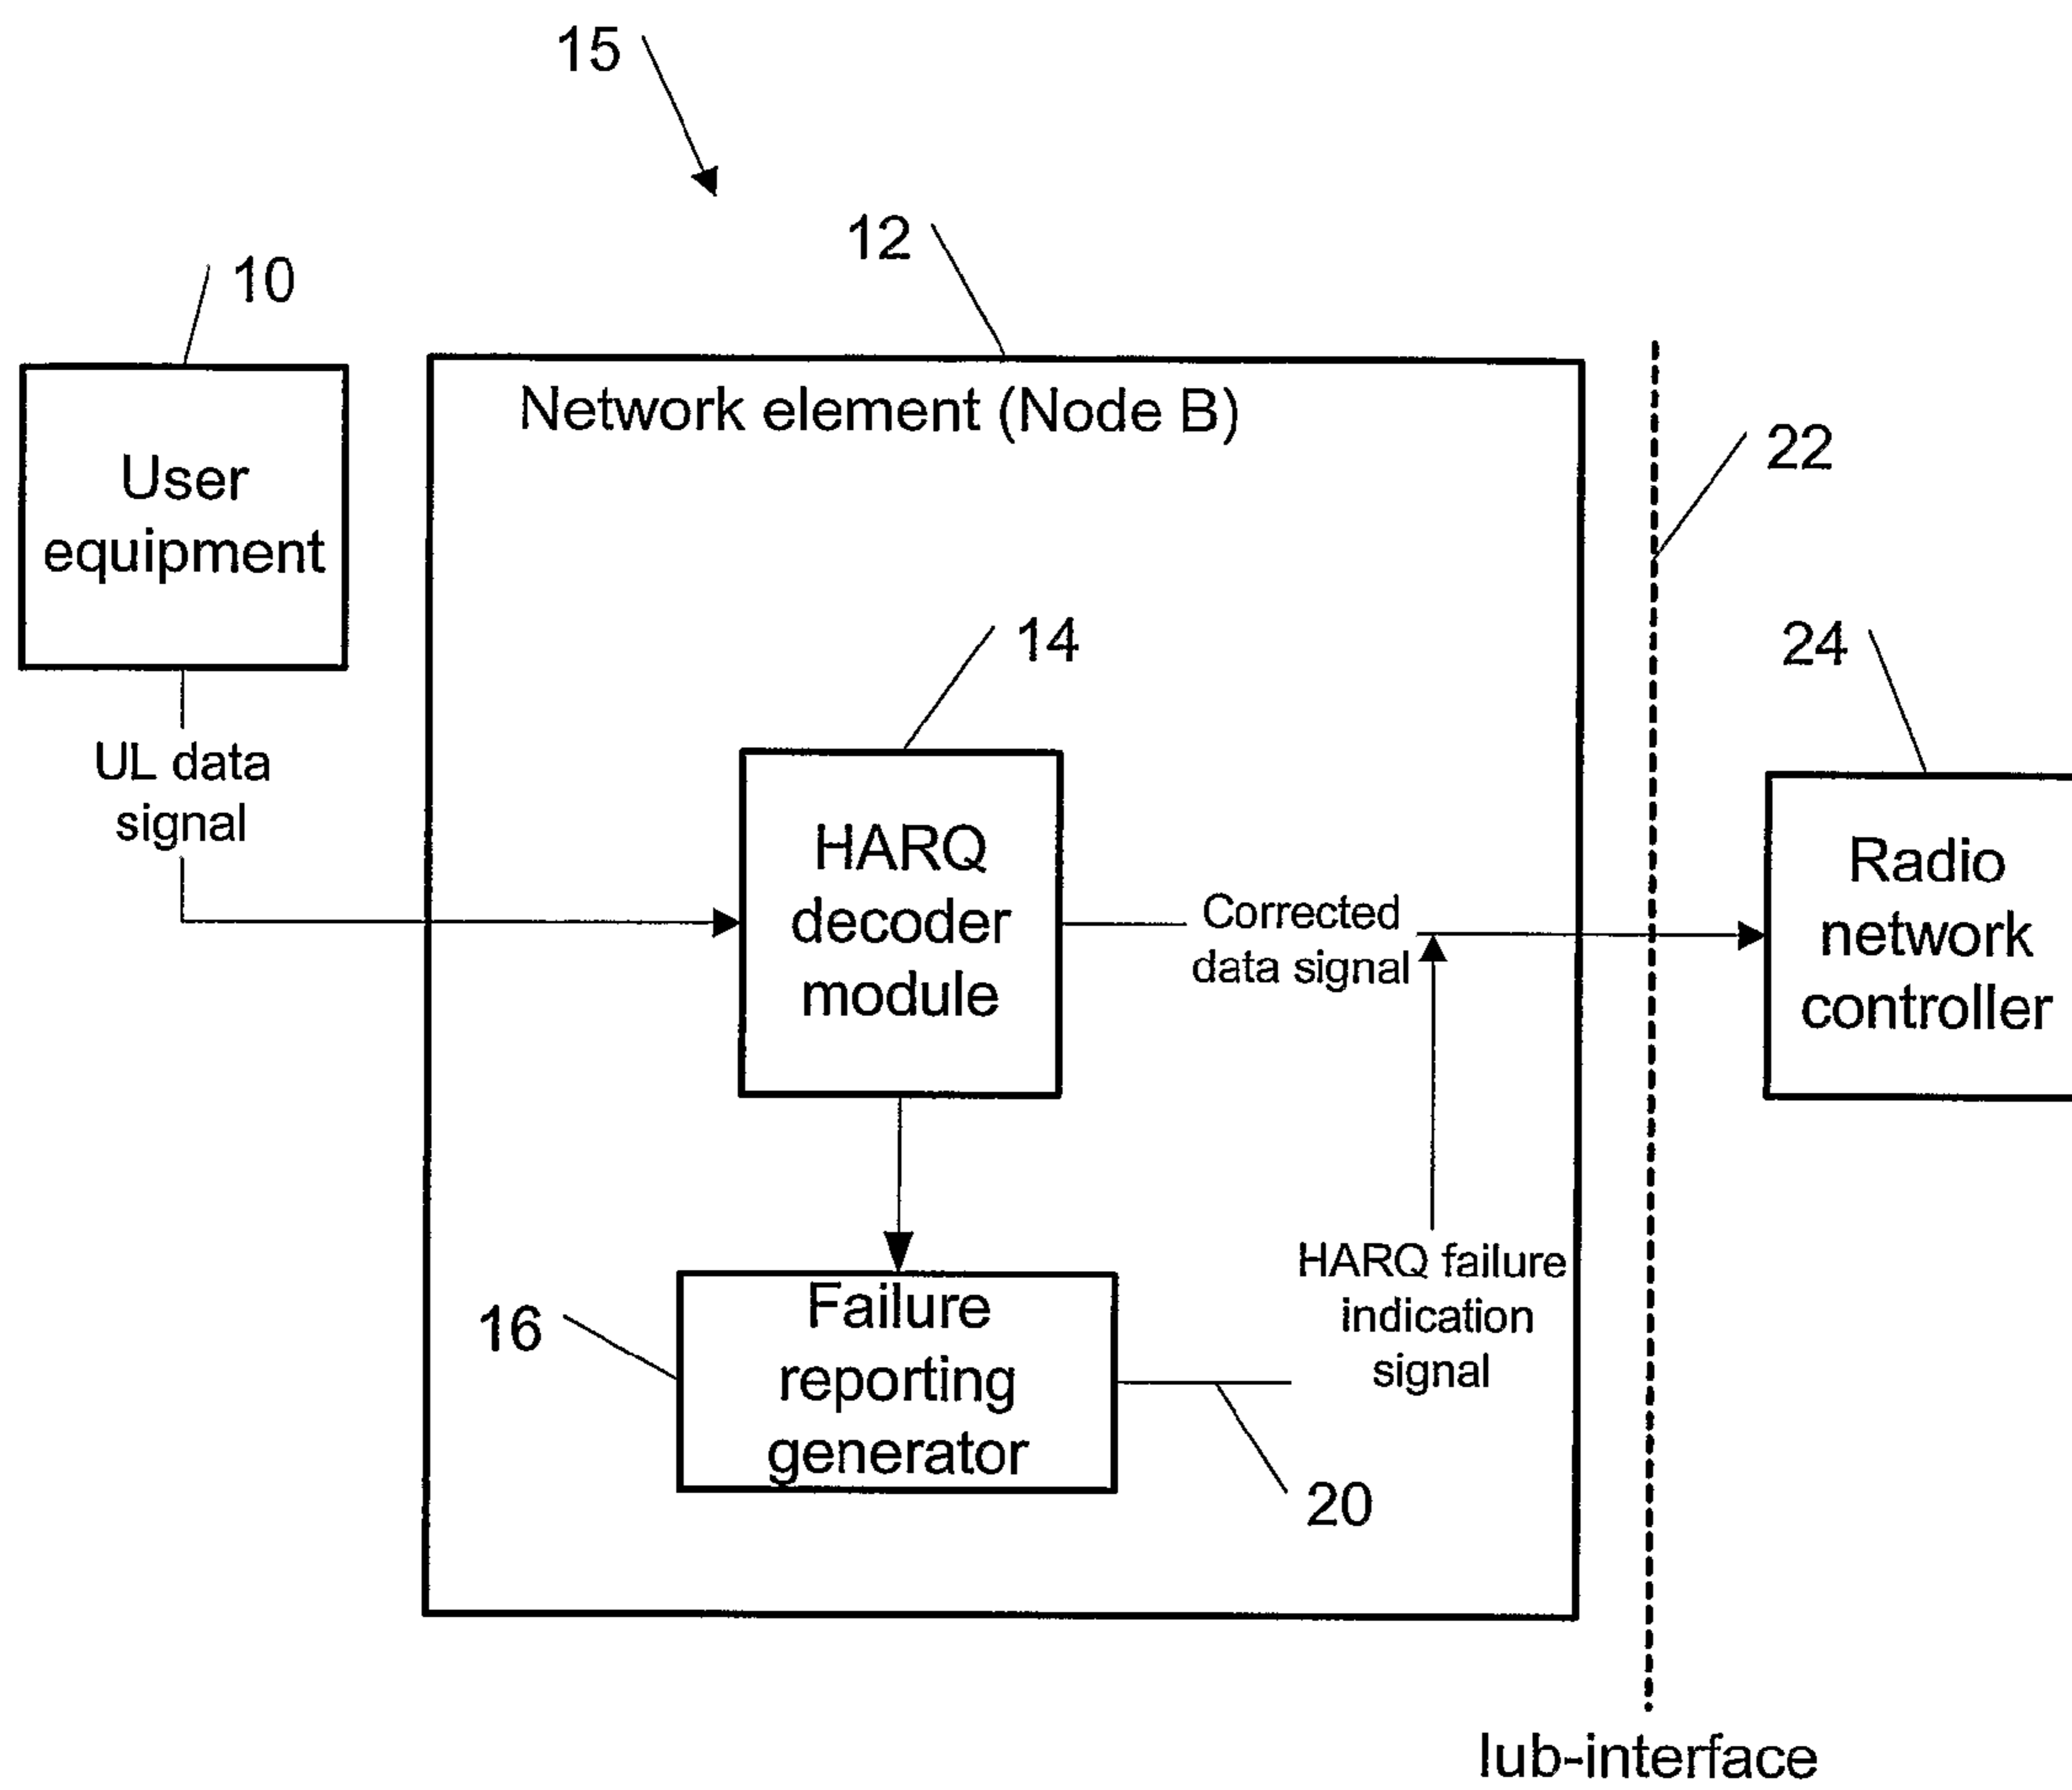 15
12
10
Network element (Node B)
User
equipment
22
14
24
UL data
signal
HARQ
decoder
module
Corrected
data signal
Radio
network
controller
16
Failure
reporting
generator
HARQ failure
indication
signal
20
Iub-interface